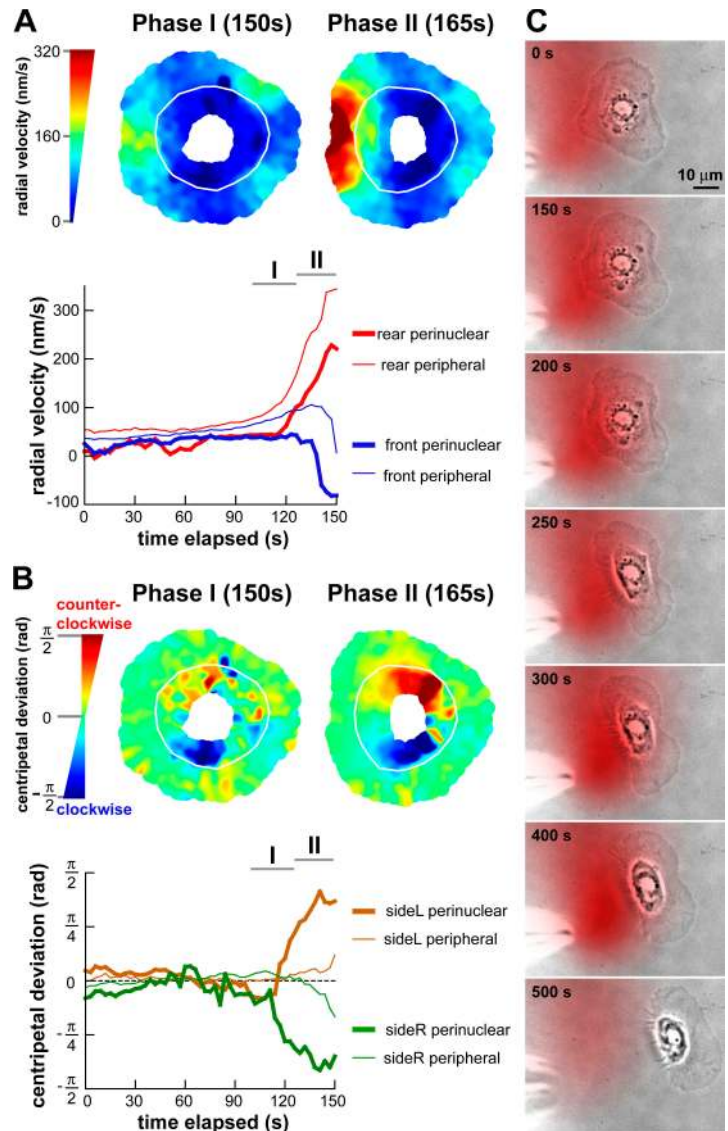 A
Phase I (150s)
Phase II (165s)
radial velocity
(nm/s)
320
160
0
I
II
radial velocity (nm/s)
300
200
100
0
-100
0
30
60
90
120
150
time elapsed (s)
rear perinuclear
rear peripheral
front perinuclear
front peripheral
B
Phase I (150s)
Phase II (165s)
centripetal deviation (rad)
counter-
clockwise
π
2
0
-π
2
clockwise
I
II
centripetal deviation (rad)
π
2
π
4
0
-π
4
-π
2
0
30
60
90
120
150
time elapsed (s)
sideL perinuclear
sideL peripheral
sideR perinuclear
sideR peripheral
C
0 s
10 μm
150 s
200 s
250 s
300 s
400 s
500 s